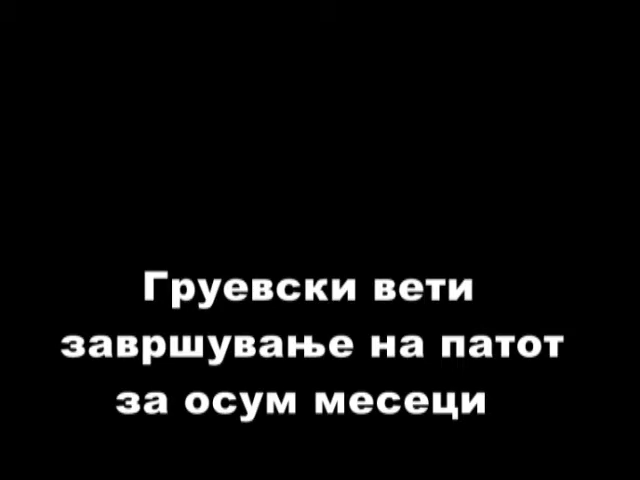 Груевски вети
завршување на патот
за осум месеци